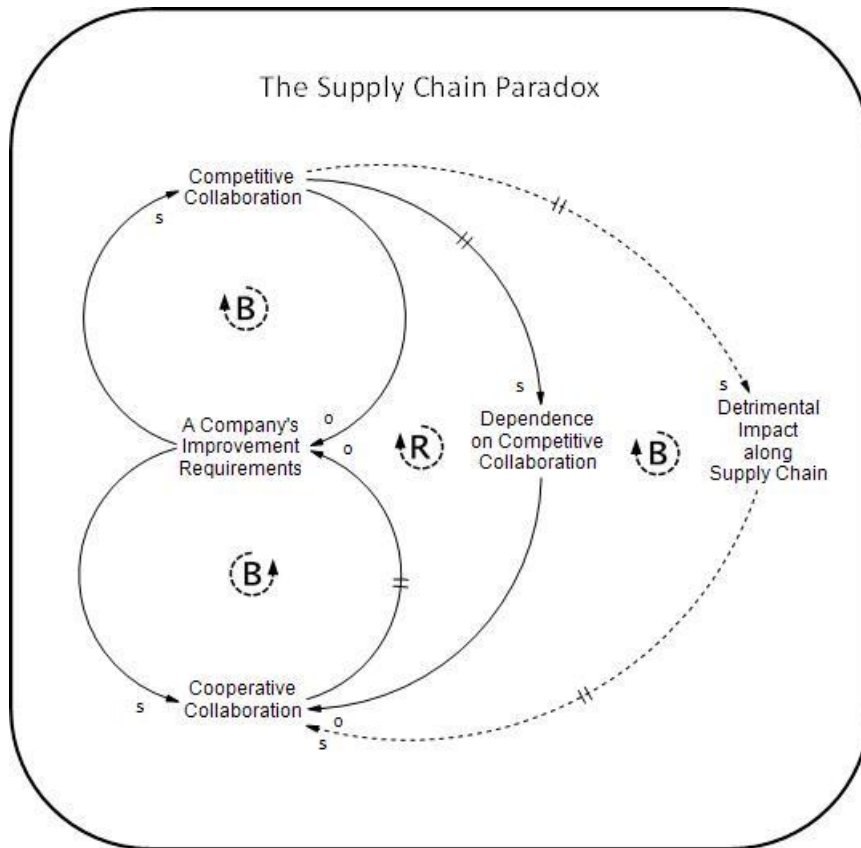 The Supply Chain Paradox
Competitive
Collaboration
s
B
s
s
A Company's
Improvement
Requirements
o
o
R
Dependence
on Competitive
Collaboration
B
Detrimental
Impact
along
Supply Chain
B
Cooperative
Collaboration
s
o
s